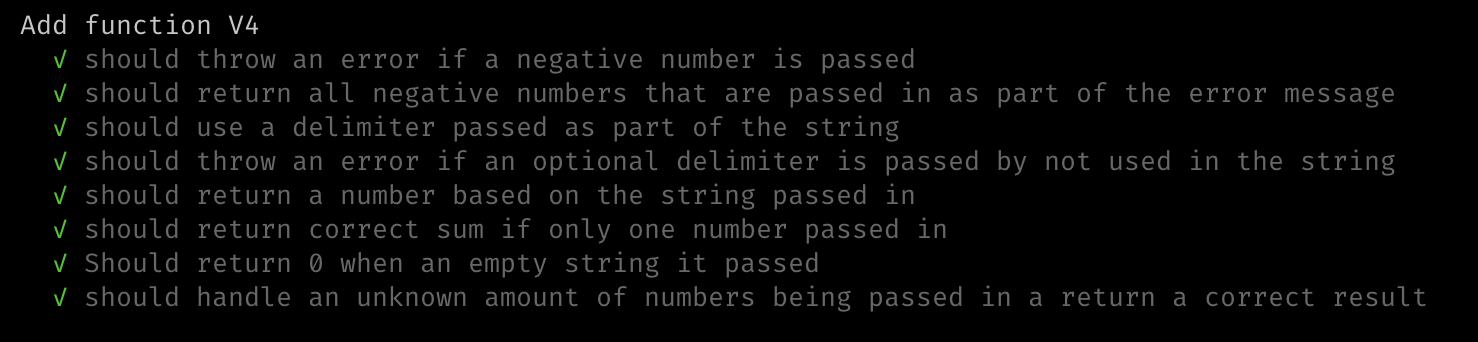 Add function V4
√ should throw an error if a negative number is passed
√ should return all negative numbers that are passed in as part of the error message
√ should use a delimiter passed as part of the string
√ should throw an error if an optional delimiter is passed by not used in the string
√ should return a number based on the string passed in
√ should return correct sum if only one number passed in
√ Should return 0 when an empty string it passed
√ should handle an unknown amount of numbers being passed in a return a correct result